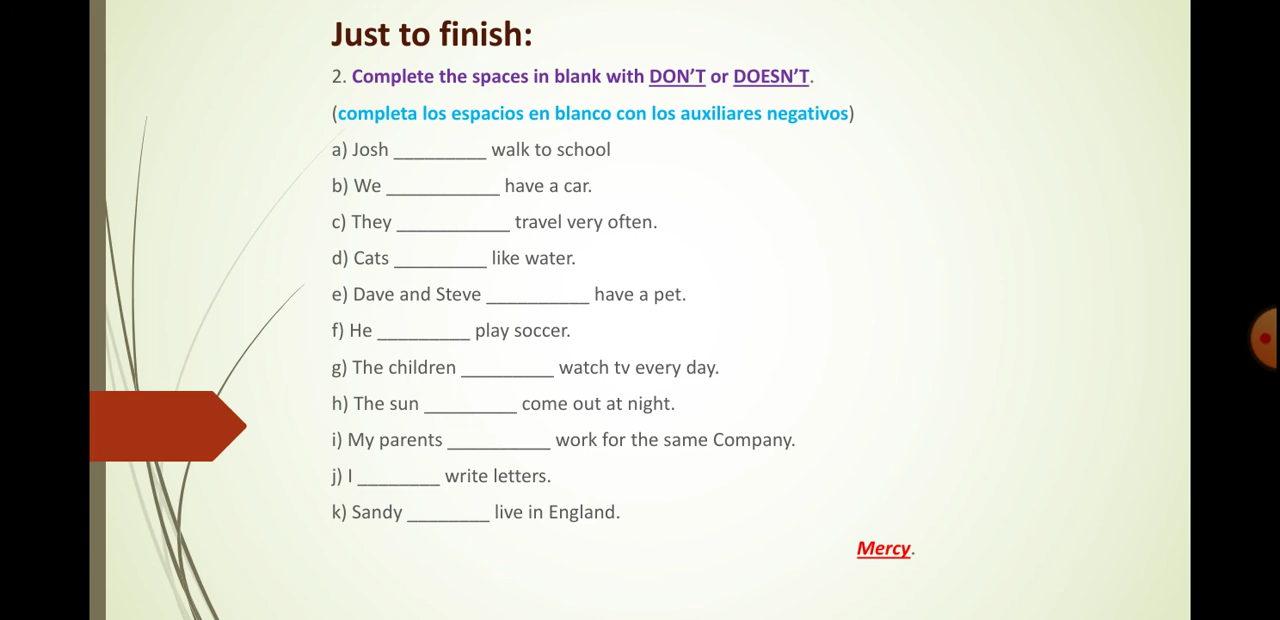 Just to finish:
2. Complete the spaces in blank with DON'T or DOESN'T.
(completa los espacios en blanco con los auxiliares negativos)
a) Josh _________ walk to school
b) We ___________ have a car.
c) They ___________ travel very often.
d) Cats _________ like water.
e) Dave and Steve __________ have a pet.
f) He _________ play soccer.
g) The children _________ watch tv every day.
h) The sun _________ come out at night.
i) My parents __________ work for the same Company.
j) I ________ write letters.
k) Sandy ________ live in England.
Mercy.